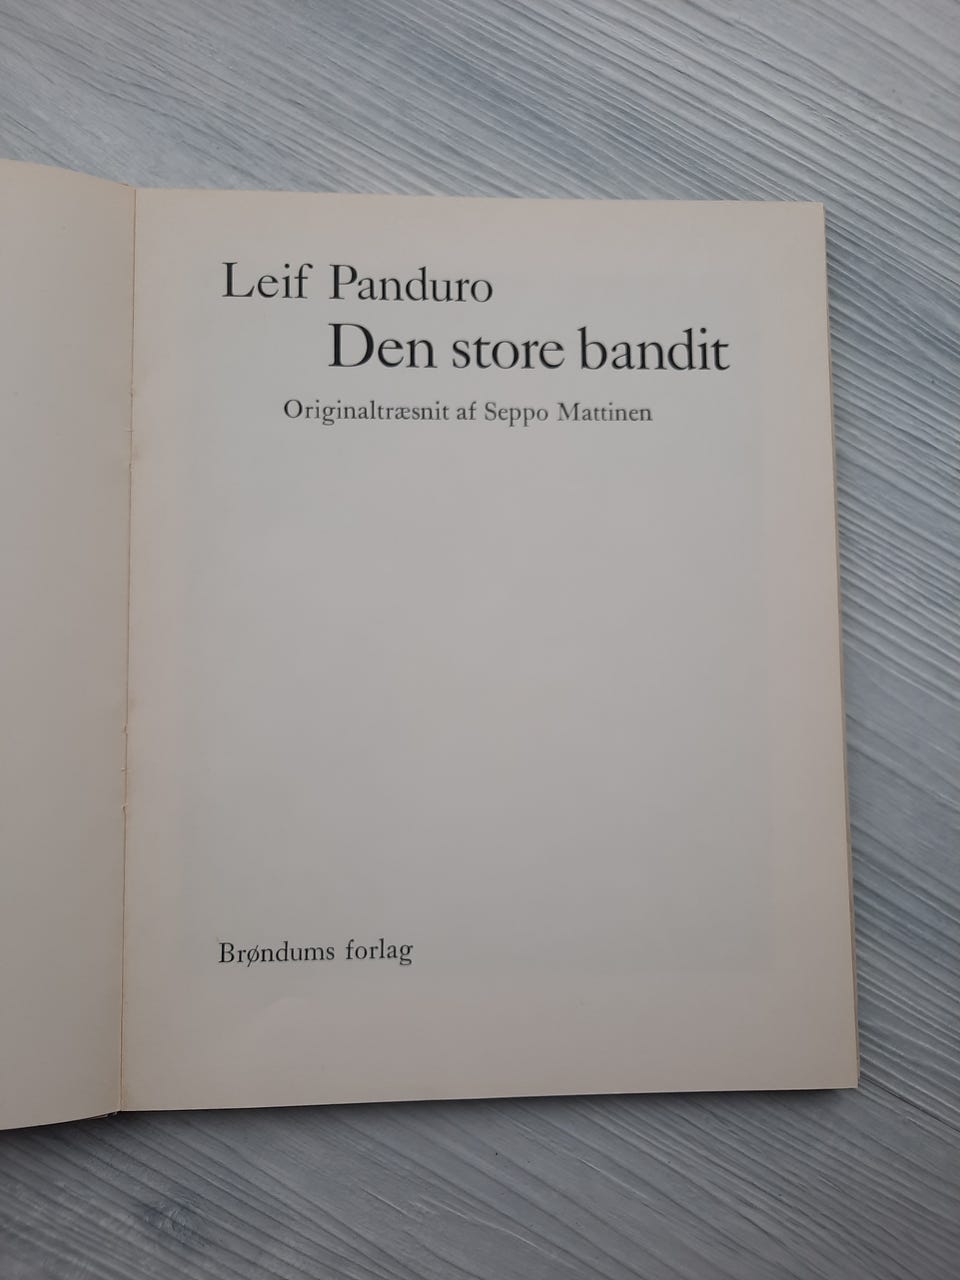 Leif Panduro
Den store bandit
Originaltræsnit af Seppo Mattinen
Brøndums forlag